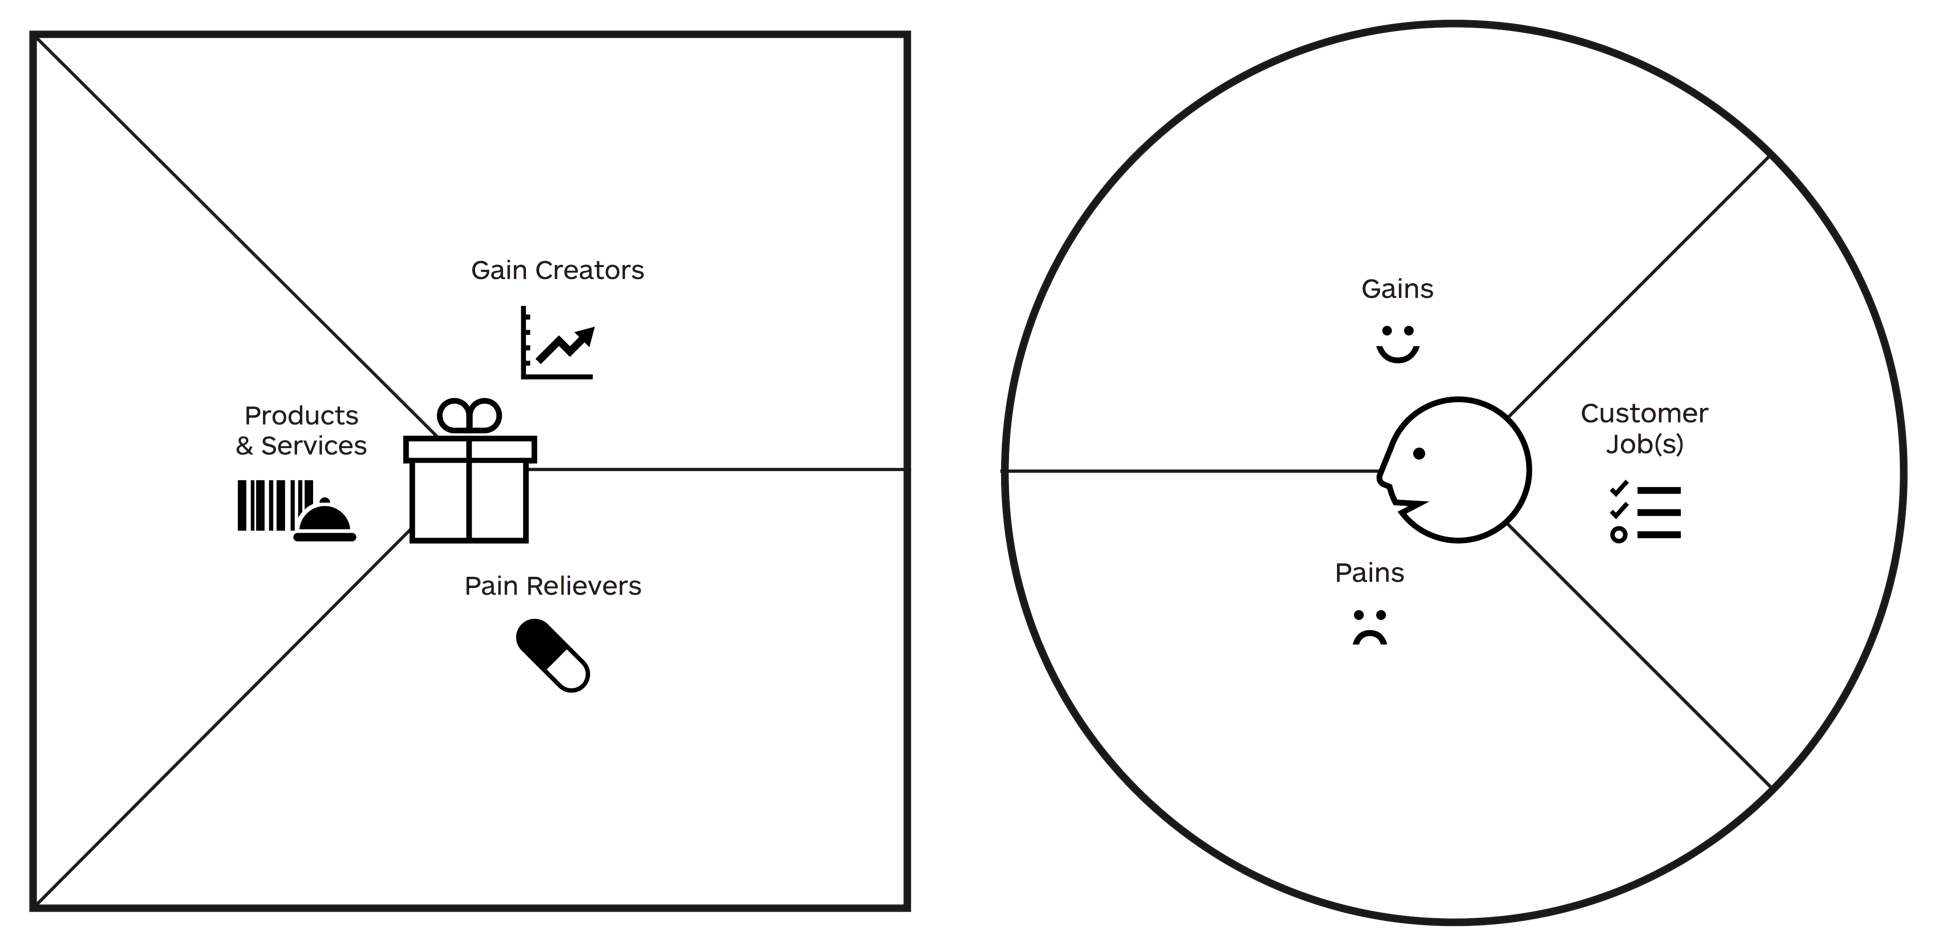 Gain Creators
Products
& Services
Pain Relievers
Gains
Customer
Job(s)
Pains